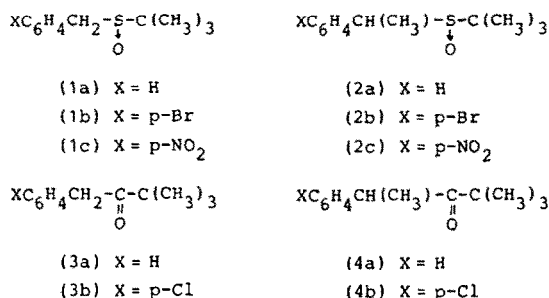 XC₆H₄CH₂-S-C(CH₃)₃ XC₆H₄CH(CH₃)-S-C(CH₃)₃
O O
(1a) X = H (2a) X = H
(1b) X = p-Br (2b) X = p-Br
(1c) X = p-NO₂ (2c) X = p-NO₂
XC₆H₄CH₂-C-C(CH₃)₃ XC₆H₄CH(CH₃)-C-C(CH₃)₃
O O
(3a) X = H (4a) X = H
(3b) X = p-Cl (4b) X = p-Cl